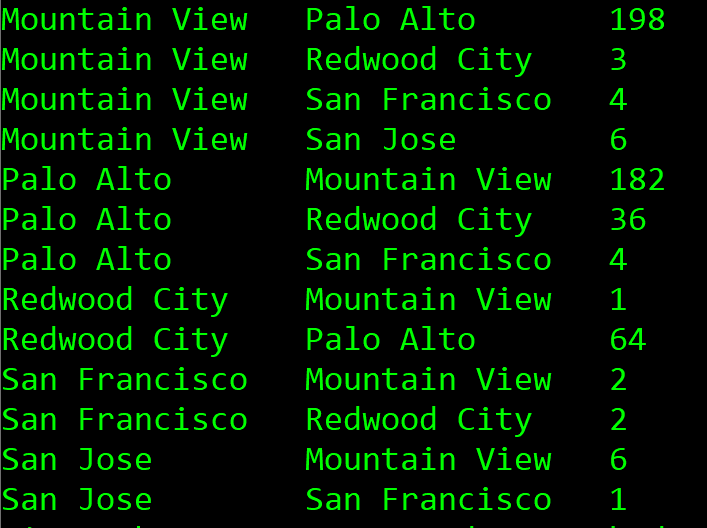 Mountain View   Palo Alto       198
Mountain View   Redwood City    3
Mountain View   San Francisco   4
Mountain View   San Jose        6
Palo Alto       Mountain View   182
Palo Alto       Redwood City    36
Palo Alto       San Francisco   4
Redwood City    Mountain View   1
Redwood City    Palo Alto       64
San Francisco   Mountain View   2
San Francisco   Redwood City    2
San Jose        Mountain View   6
San Jose        San Francisco   1